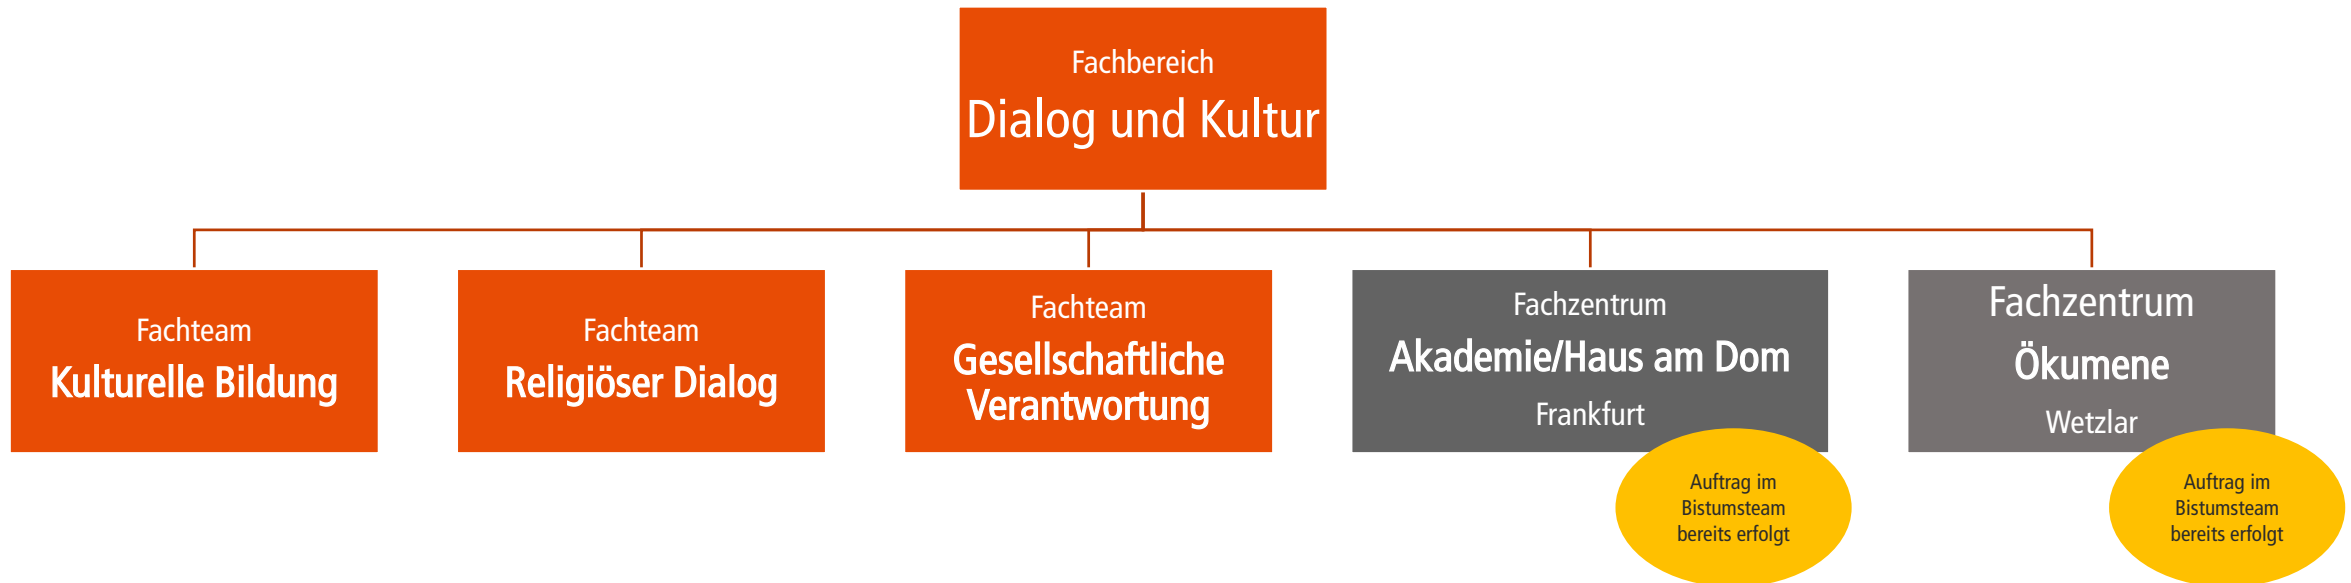 Fachbereich
Dialog und Kultur
Fachteam
Kulturelle Bildung
Fachteam
Religiöser Dialog
Fachteam
Gesellschaftliche
Verantwortung
Fachzentrum
Akademie/Haus am Dom
Frankfurt
Auftrag im
Bistumsteam
bereits erfolgt
Fachzentrum
Ökumene
Wetzlar
Auftrag im
Bistumsteam
bereits erfolgt